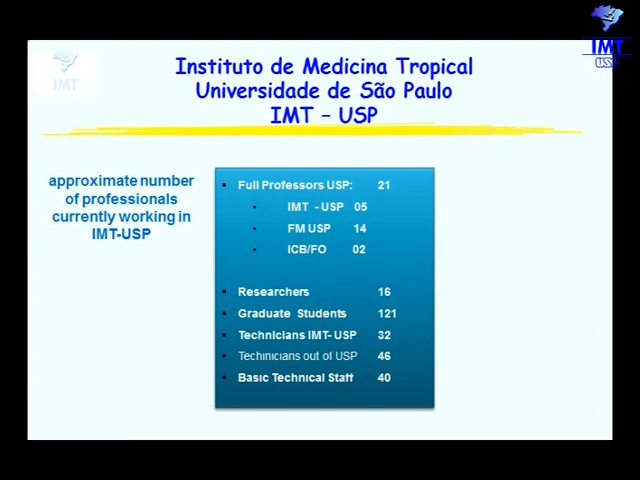 IMT
USP
IMT
Instituto de Medicina Tropical
Universidade de São Paulo
IMT – USP
approximate number
of professionals
currently working in
IMT-USP
Full Professors USP: 21
IMT - USP 05
FM USP 14
ICB/FO 02
Researchers 16
Graduate Students 121
Technicians IMT- USP 32
Techinicians out of USP 46
Basic Technical Staff 40